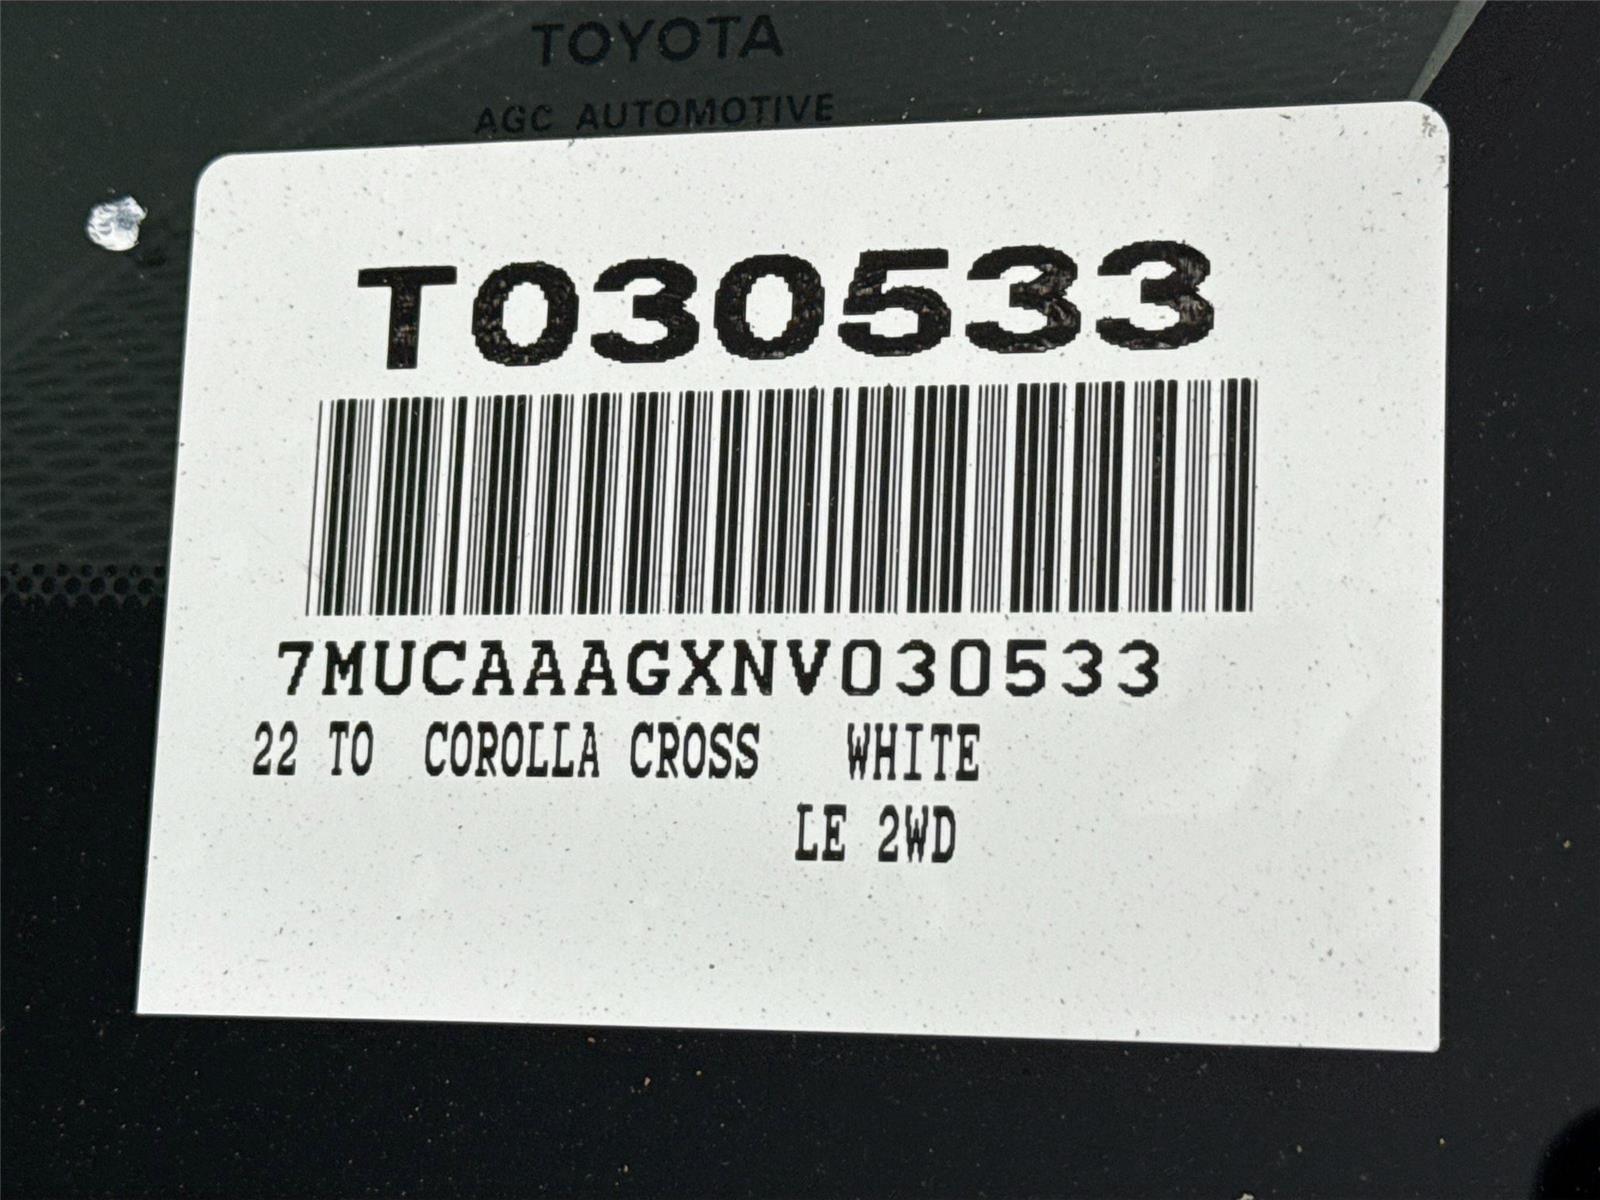 TOYOTA
AGC AUTOMOTIVE
T030533
7MUCAAAGXNV030533
22 TO COROLLA CROSS WHITE
LE 2WD